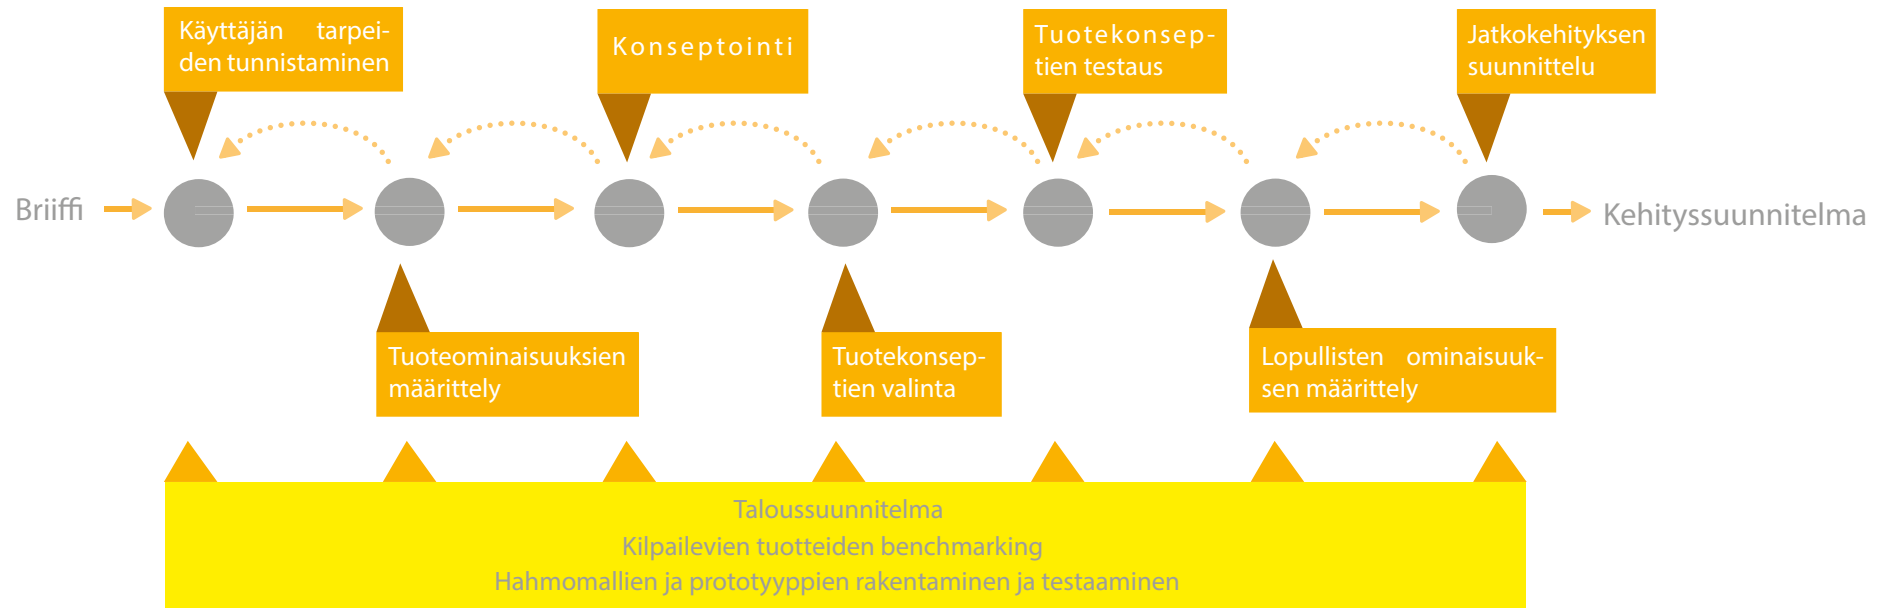 Käyttäjän tarpei-
den tunnistaminen
Konseptointi
Tuotekonsep-
tien testaus
Jatkokehityksen
suunnittelu
Briiffi
Kehityssuunnitelma
Tuoteominaisuuksien
määrittely
Tuotekonsep-
tien valinta
Lopullisten ominaisuuk-
sen määrittely
Taloussuunnitelma
Kilpailevien tuotteiden benchmarking
Hahmomallien ja prototyyppien rakentaminen ja testaaminen